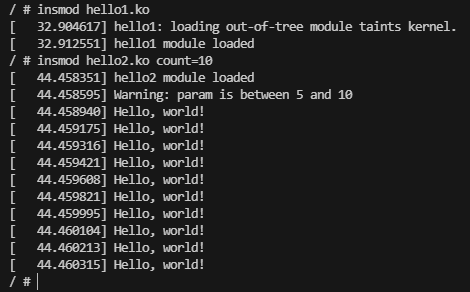 / # insmod hello1.ko
[   32.904617] hello1: loading out-of-tree module taints kernel.
[   32.912551] hello1 module loaded
/ # insmod hello2.ko count=10
[   44.458351] hello2 module loaded
[   44.458595] Warning: param is between 5 and 10
[   44.458940] Hello, world!
[   44.459175] Hello, world!
[   44.459316] Hello, world!
[   44.459421] Hello, world!
[   44.459608] Hello, world!
[   44.459821] Hello, world!
[   44.459995] Hello, world!
[   44.460104] Hello, world!
[   44.460213] Hello, world!
[   44.460315] Hello, world!
/ #